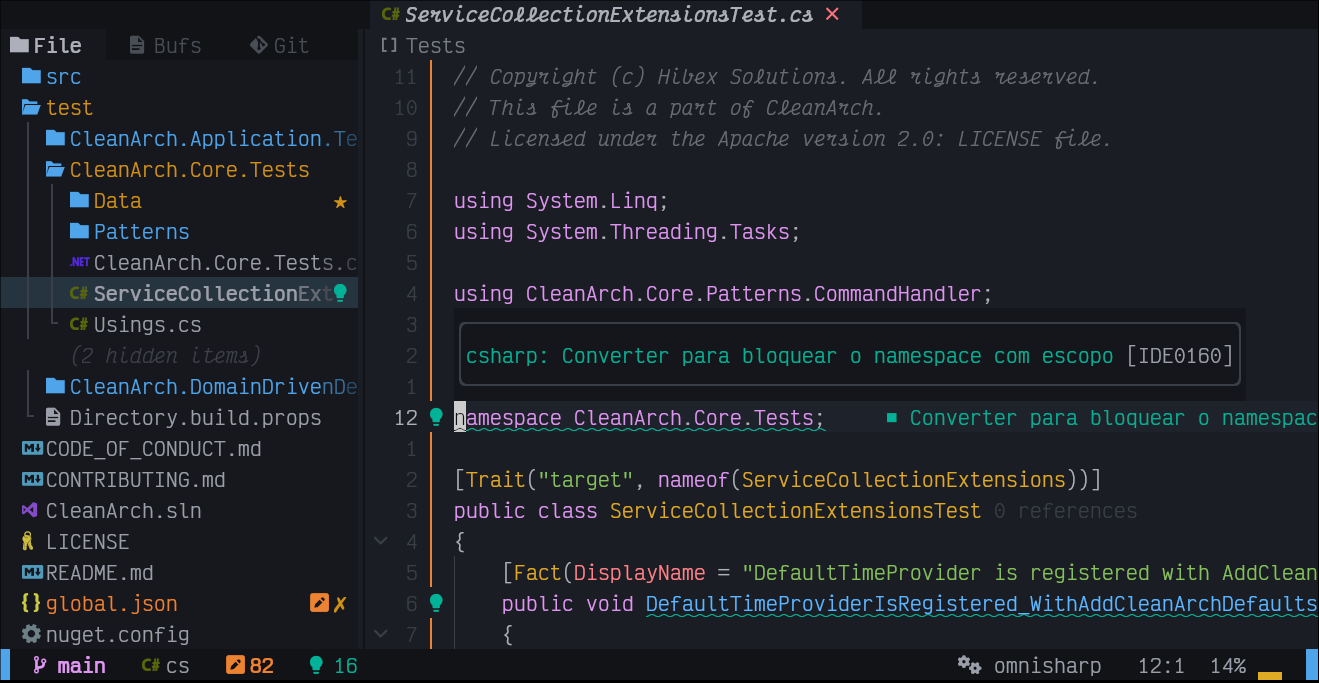 C# ServiceCollectionExtensionsTest.cs ✕
File Bufs Git
[] Tests
src
test
CleanArch.Application.Te
CleanArch.Core.Tests
Data ★
Patterns
.NET CleanArch.Core.Tests.c
C# ServiceCollectionExt
C# Usings.cs
(2 hidden items)
CleanArch.DomainDrivenDe
Directory.build.props
M↓ CODE_OF_CONDUCT.md
M↓ CONTRIBUTING.md
CleanArch.sln
LICENSE
M↓ README.md
{} global.json ✗
nuget.config
11 // Copyright (c) Hibex Solutions. All rights reserved.
10 // This file is a part of CleanArch.
9 // Licensed under the Apache version 2.0: LICENSE file.
8
7 using System.Linq;
6 using System.Threading.Tasks;
5
4 using CleanArch.Core.Patterns.CommandHandler;
3
2 csharp: Converter para bloquear o namespace com escopo [IDE0160]
1
12 namespace CleanArch.Core.Tests; ■ Converter para bloquear o namespac
1
2 [Trait("target", nameof(ServiceCollectionExtensions))]
3 public class ServiceCollectionExtensionsTest 0 references
4 {
5 [Fact(DisplayName = "DefaultTimeProvider is registered with AddClean
6 public void DefaultTimeProviderIsRegistered_WithAddCleanArchDefaults
7 {
main C# cs 82 16 omnisharp 12:1 14%